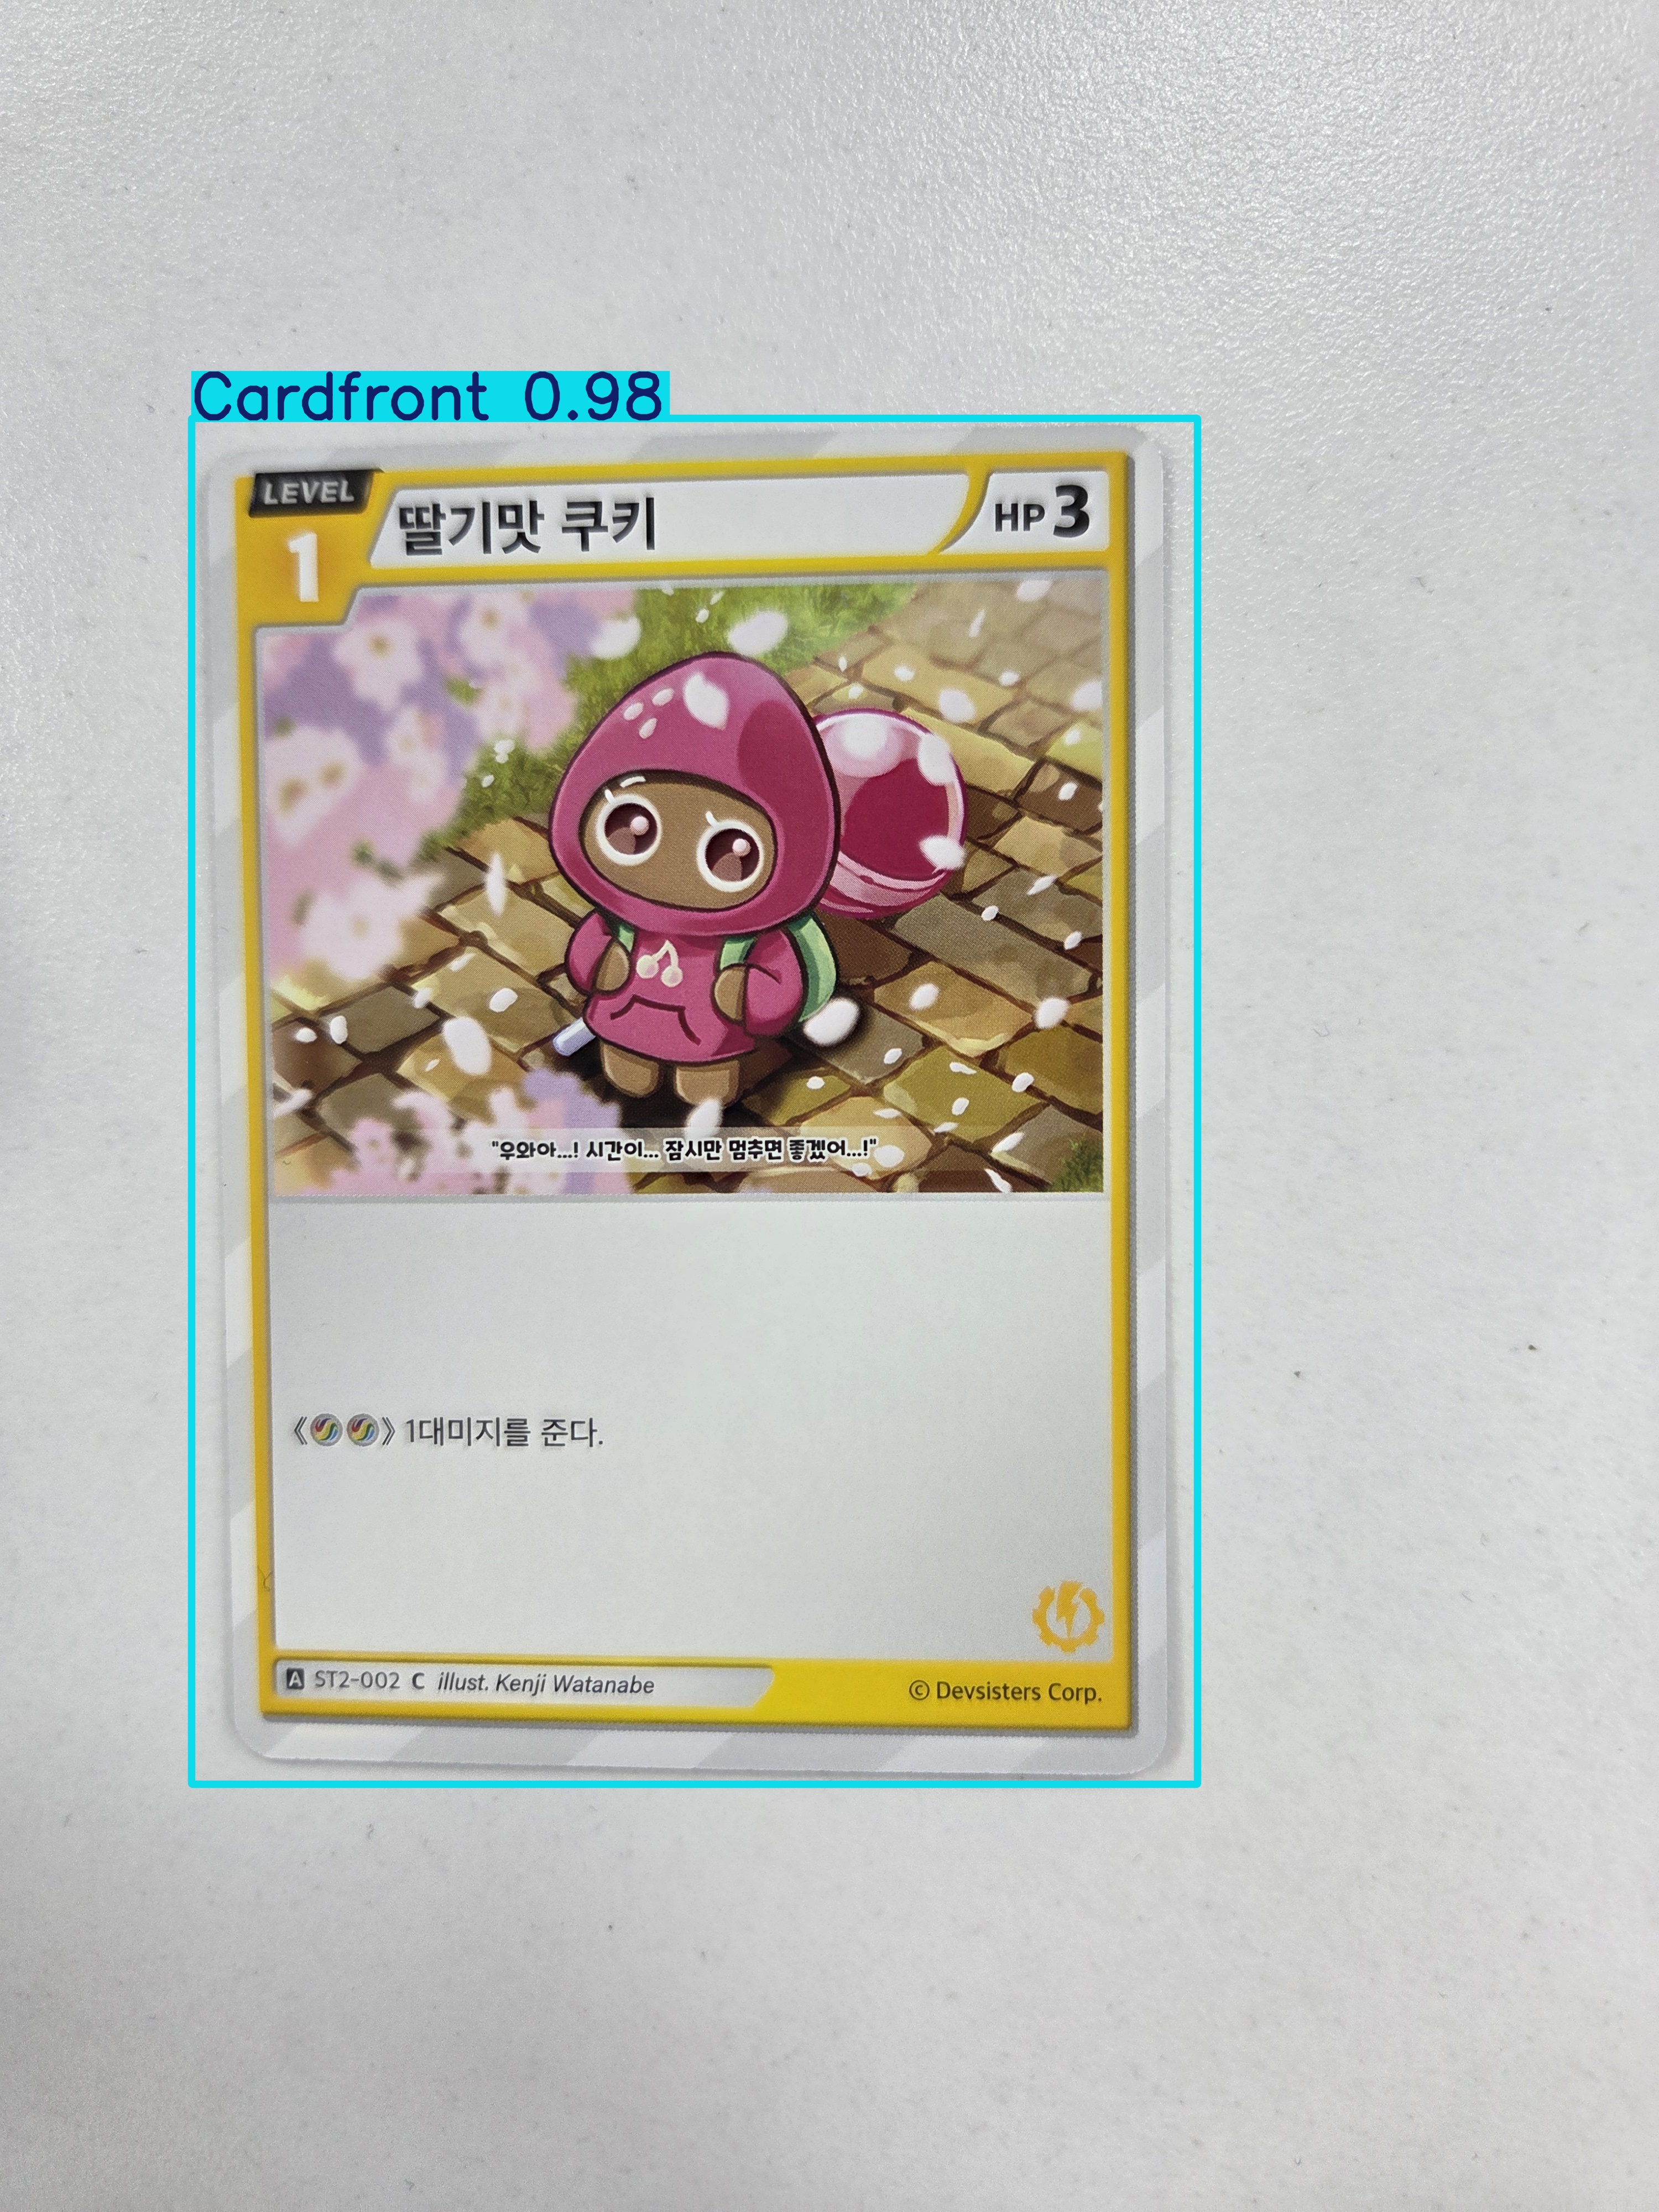 Cardfront 0.98
LEVEL
1
딸기맛 쿠키
HP 3
"우와아...! 시간이... 잠시만 멈추면 좋겠어...!"
《》 1대미지를 준다.
A ST2-002 C illust. Kenji Watanabe
© Devsisters Corp.